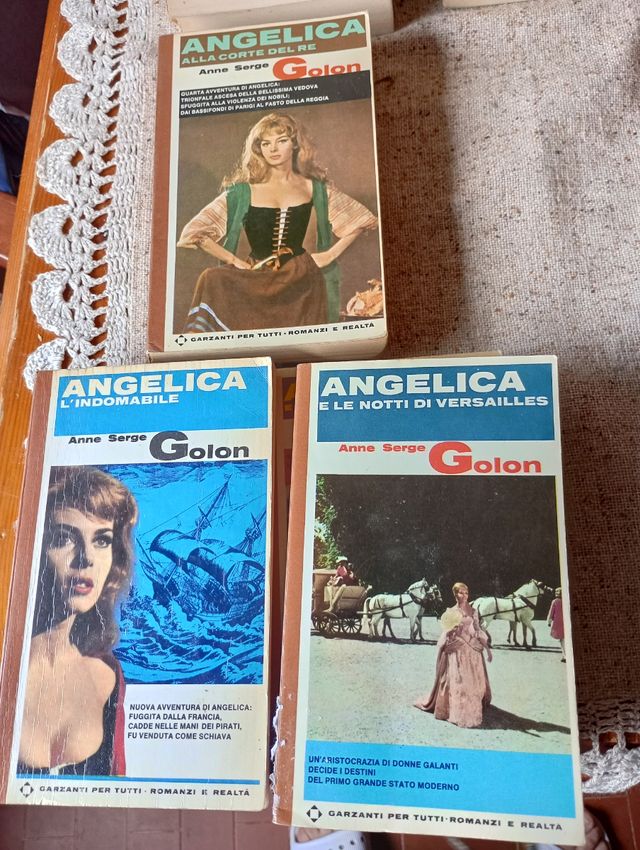 ANGELICA
ALLA CORTE DEL RE
Anne Serge Golon
QUARTA AVVENTURA DI ANGELICA:
TRIONFALE ASCESA DELLA BELLISSIMA VEDOVA
SFUGGITA ALLA VIOLENZA DEI NOBILI;
DAI BASSIFONDI DI PARIGI AL FASTO DELLA REGGIA
GARZANTI PER TUTTI · ROMANZI E REALTÀ
ANGELICA
L'INDOMABILE
Anne Serge Golon
NUOVA AVVENTURA DI ANGELICA:
FUGGITA DALLA FRANCIA,
CADDE NELLE MANI DEI PIRATI,
FU VENDUTA COME SCHIAVA
GARZANTI PER TUTTI · ROMANZI E REALTÀ
ANGELICA
E LE NOTTI DI VERSAILLES
Anne Serge Golon
UN'ARISTOCRAZIA DI DONNE GALANTI
DECIDE I DESTINI
DEL PRIMO GRANDE STATO MODERNO
GARZANTI PER TUTTI · ROMANZI E REALTÀ